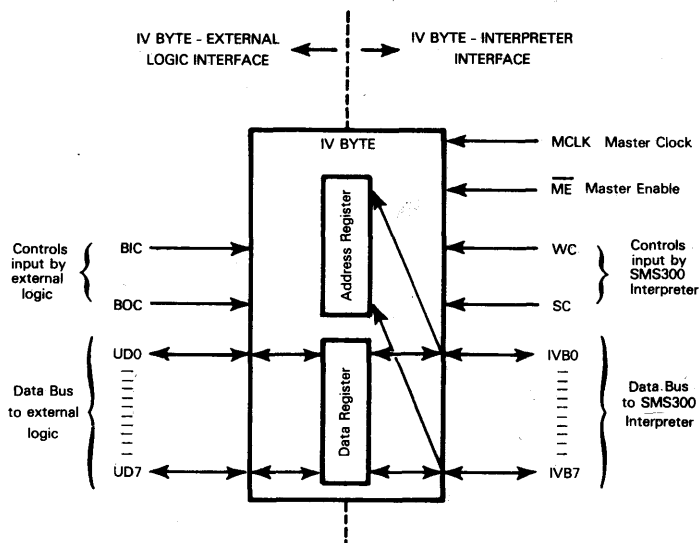 IV BYTE - EXTERNAL
LOGIC INTERFACE
IV BYTE - INTERPRETER
INTERFACE
IV BYTE
MCLK Master Clock
ME Master Enable
Address Register
Controls
input by
external
logic
BIC
BOC
WC
SC
Controls
input by
SMS300
Interpreter
Data Register
Data Bus
to external
logic
UD0
UD7
IVB0
IVB7
Data Bus
to SMS300
Interpreter